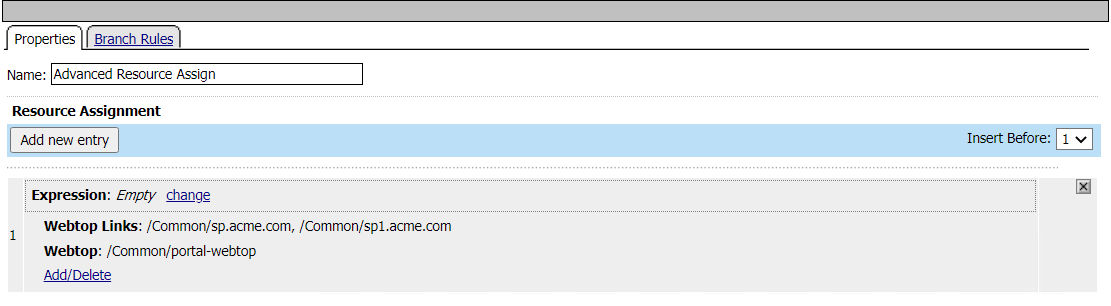 Properties Branch Rules
Name: Advanced Resource Assign
Resource Assignment
Add new entry Insert Before: 1
Expression: Empty change
1
Webtop Links: /Common/sp.acme.com, /Common/sp1.acme.com
Webtop: /Common/portal-webtop
Add/Delete